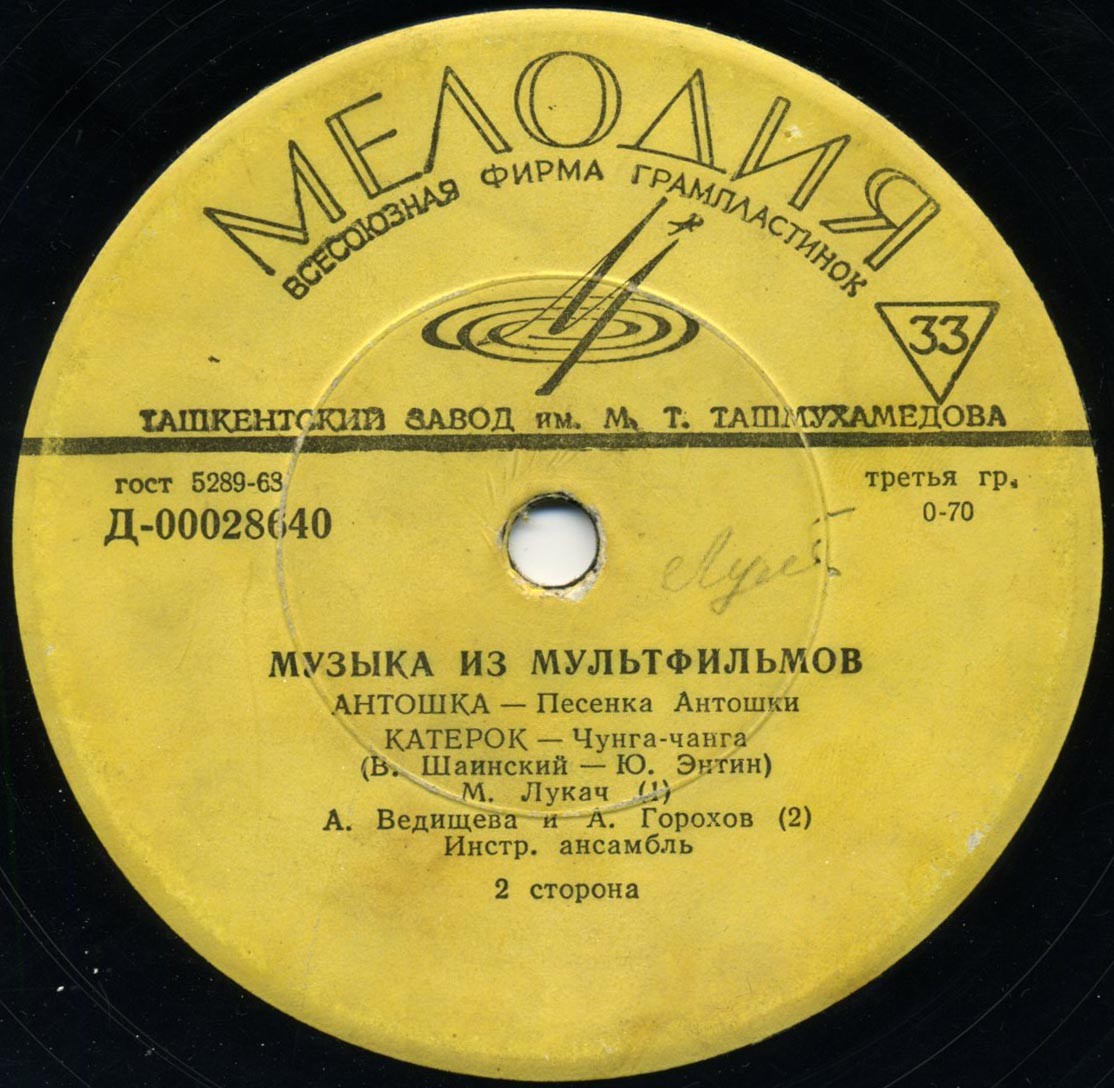 МЕЛОДИЯ
ВСЕСОЮЗНАЯ ФИРМА ГРАМПЛАСТИНОК
33
ТАШКЕНТСКИЙ ЗАВОД им. М. Т. ТАШМУХАМЕДОВА
гост 5289-68 третья гр.
Д-00028640 0-70
МУЗЫКА ИЗ МУЛЬТФИЛЬМОВ
АНТОШКА — Песенка Антошки
КАТЕРОК — Чунга-чанга
(В. Шаинский — Ю. Энтин)
М. Лукач (1)
А. Ведищева и А. Горохов (2)
Инстр. ансамбль
2 сторона